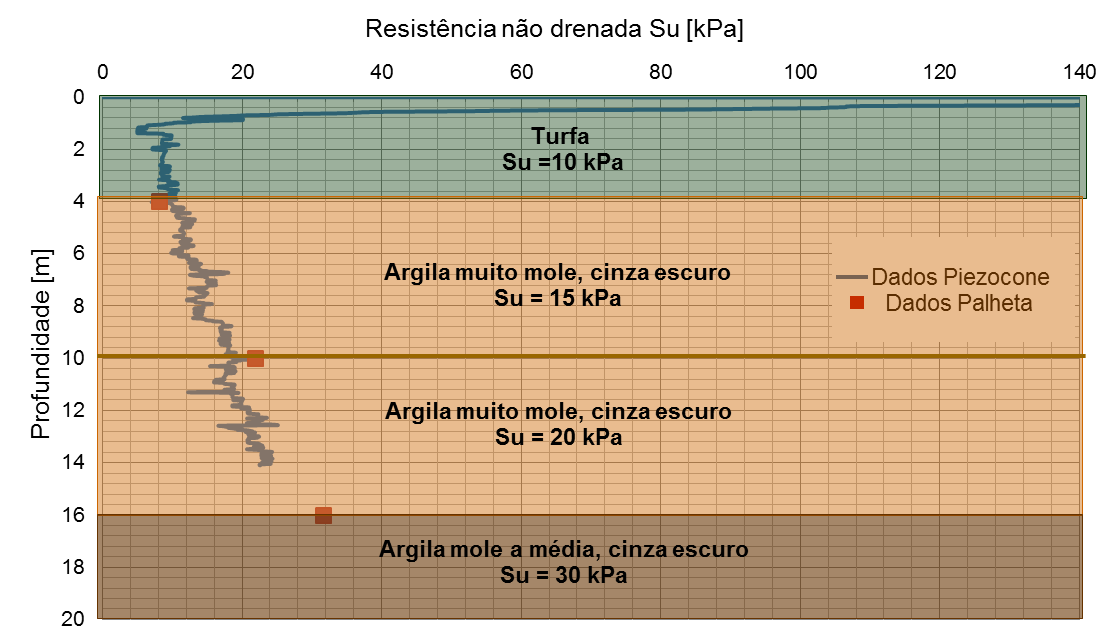 Resistência não drenada Su [kPa]
0 20 40 60 80 100 120 140
Profundidade [m]
0
2
4
6
8
10
12
14
16
18
20
Turfa
Su =10 kPa
Argila muito mole, cinza escuro
Su = 15 kPa
Dados Piezocone
Dados Palheta
Argila muito mole, cinza escuro
Su = 20 kPa
Argila mole a média, cinza escuro
Su = 30 kPa